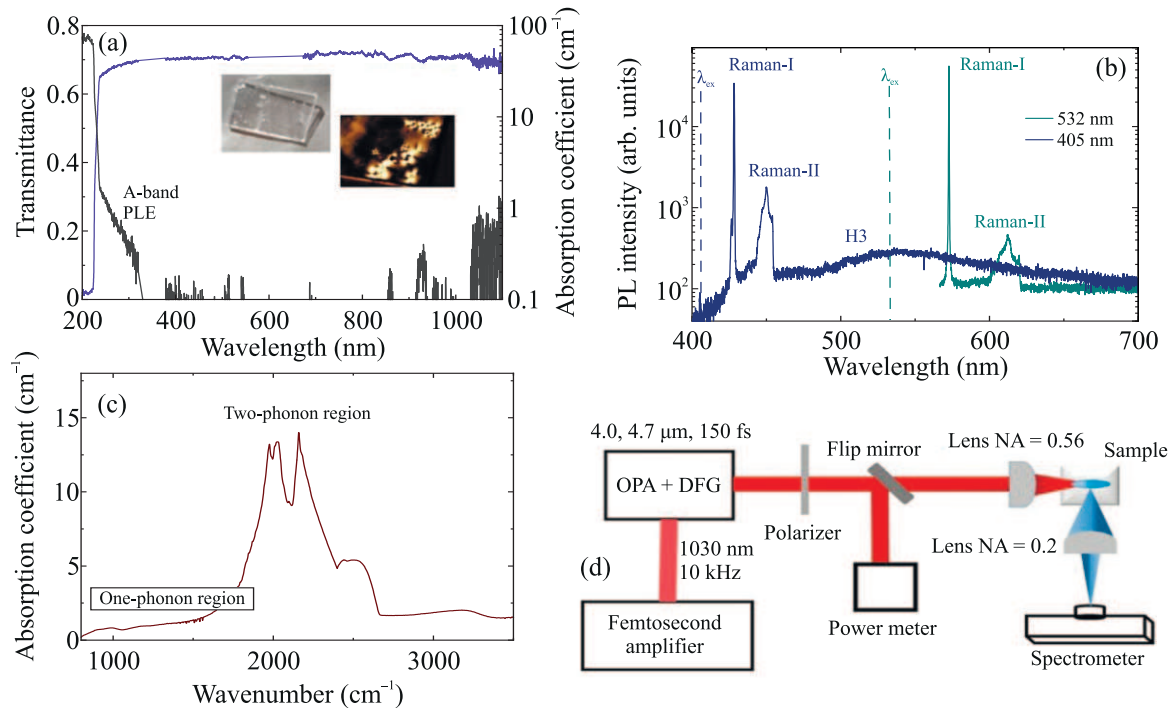 (a)
0.8
0.6
0.4
0.2
0
Transmittance
A-band
PLE
100
10
1
0.1
Absorption coefficient (cm⁻¹)
200 400 600 800 1000
Wavelength (nm)
(b)
λex
Raman-I
λex
Raman-I
532 nm
405 nm
Raman-II
H3
Raman-II
10⁴
10³
10²
PL intensity (arb. units)
400 500 600 700
Wavelength (nm)
(c)
Two-phonon region
One-phonon region
15
10
5
0
Absorption coefficient (cm⁻¹)
1000 2000 3000
Wavenumber (cm⁻¹)
4.0, 4.7 μm, 150 fs
OPA + DFG
Polarizer
Flip mirror
Lens NA = 0.56
Sample
Lens NA = 0.2
(d)
1030 nm
10 kHz
Femtosecond
amplifier
Power meter
Spectrometer